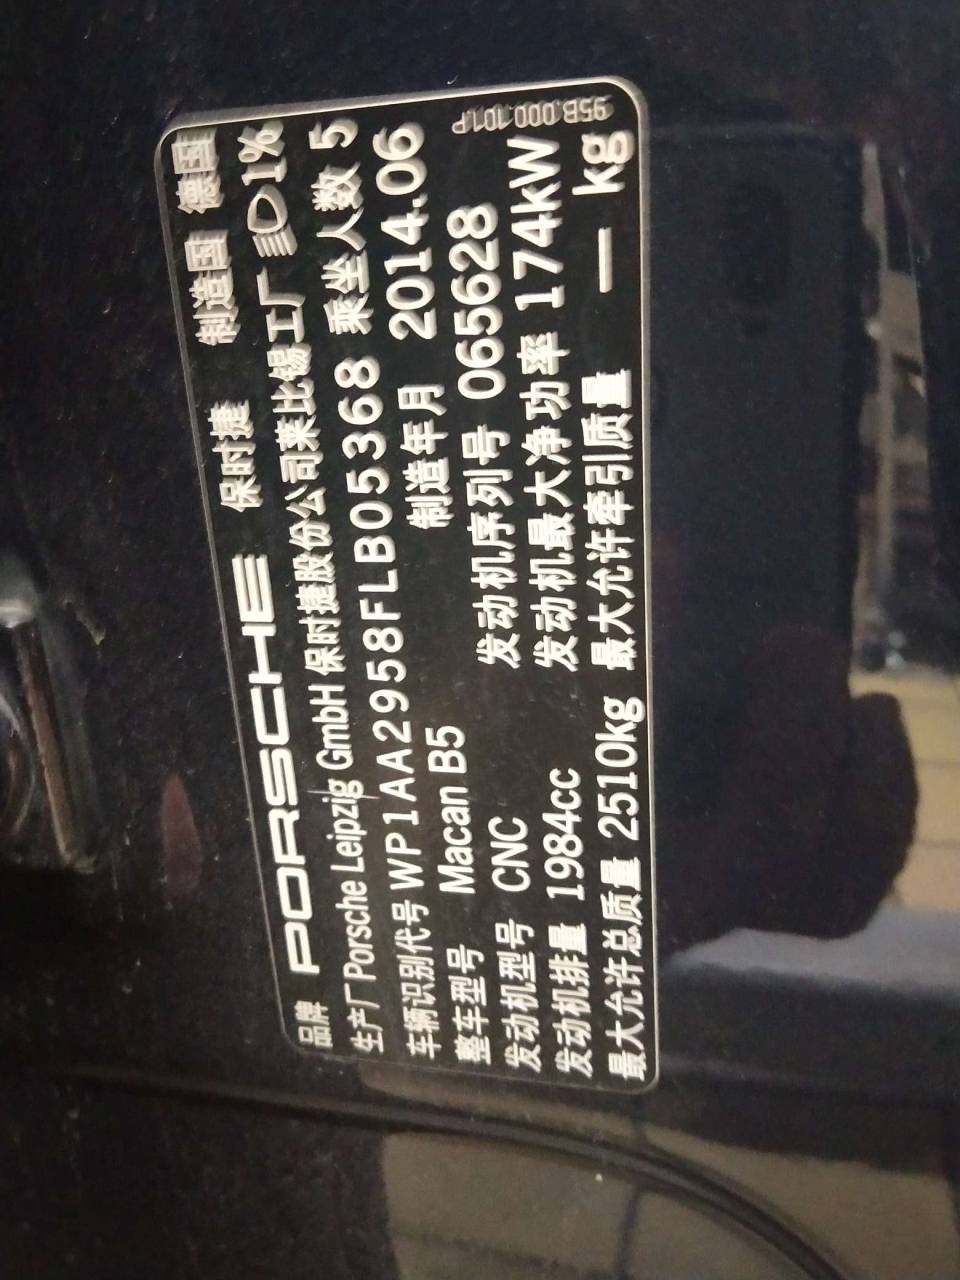 品牌 PORSCHE 保时捷 制造国 德国
生产厂 Porsche Leipzig GmbH 保时捷股份公司莱比锡工厂 1%
车辆识别代号 WP1AA2958FLB05368 乘坐人数 5
整车型号 Macan B5 制造年月 2014.06
发动机型号 CNC 发动机序列号 065628
发动机排量 1984cc 发动机最大净功率 174kW
最大允许总质量 2510kg 最大允许牵引质量 — kg
95B.000.101.P